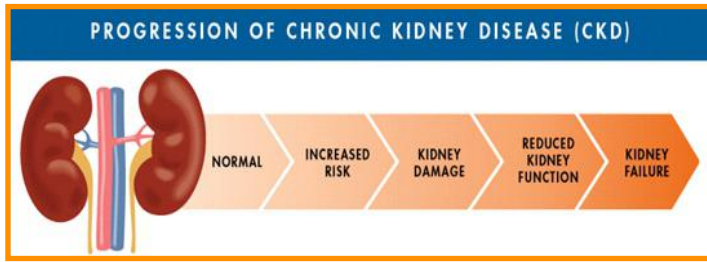 PROGRESSION OF CHRONIC KIDNEY DISEASE (CKD)
NORMAL
INCREASED
RISK
KIDNEY
DAMAGE
REDUCED
KIDNEY
FUNCTION
KIDNEY
FAILURE